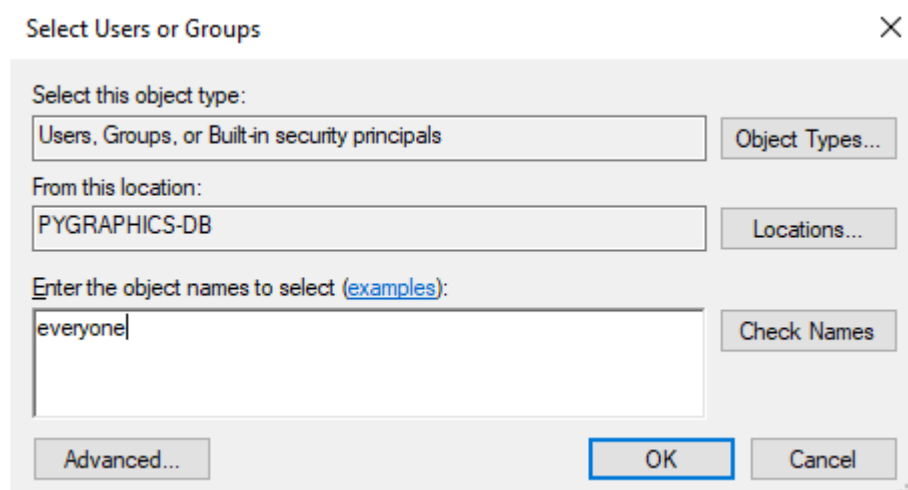 Select Users or Groups
Select this object type:
Users, Groups, or Built-in security principals
Object Types...
From this location:
PYGRAPHICS-DB
Locations...
Enter the object names to select (examples):
everyone
Check Names
Advanced...
OK
Cancel